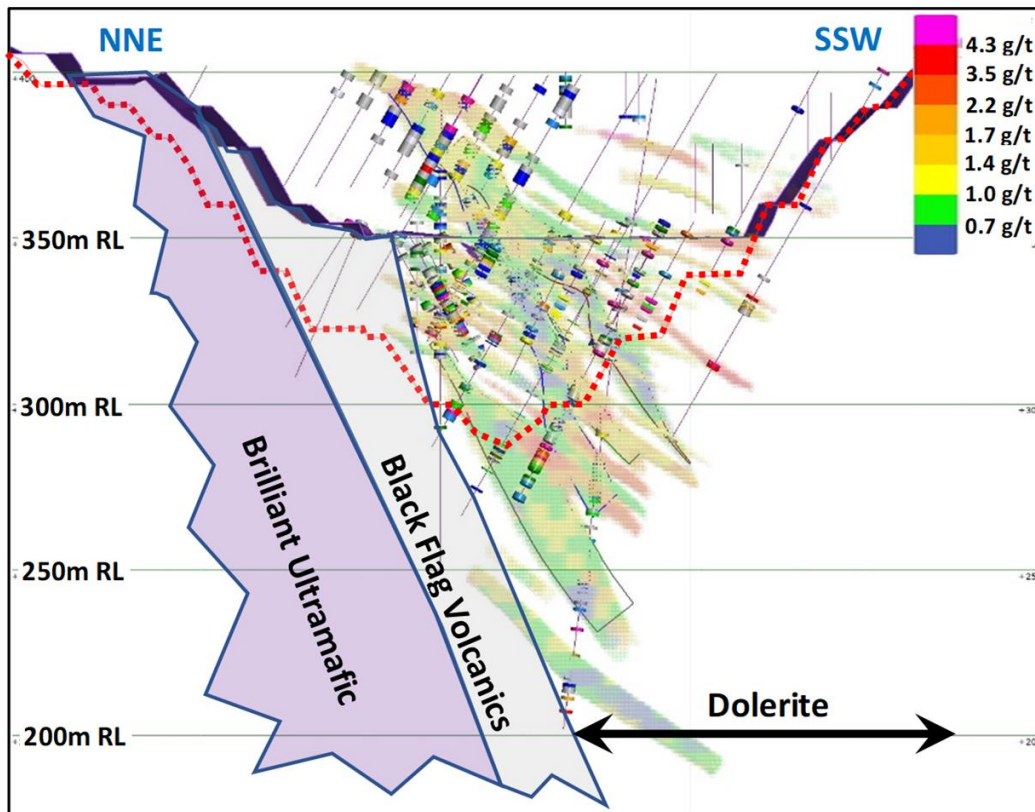 NNE
SSW
4.3 g/t
3.5 g/t
2.2 g/t
1.7 g/t
1.4 g/t
1.0 g/t
0.7 g/t
350m RL
300m RL
250m RL
200m RL
Brilliant Ultramafic
Black Flag Volcanics
Dolerite